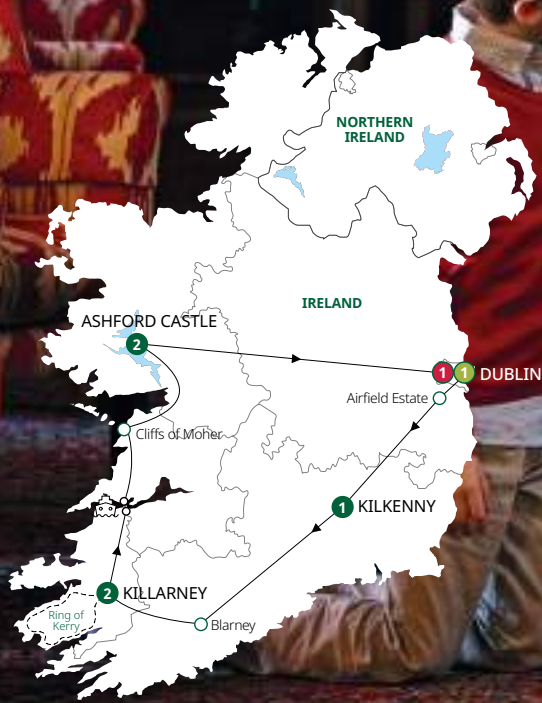 NORTHERN
IRELAND
IRELAND
ASHFORD CASTLE
2
1
1
DUBLIN
Airfield Estate
Cliffs of Moher
1
KILKENNY
2
KILLARNEY
Ring of
Kerry
Blarney